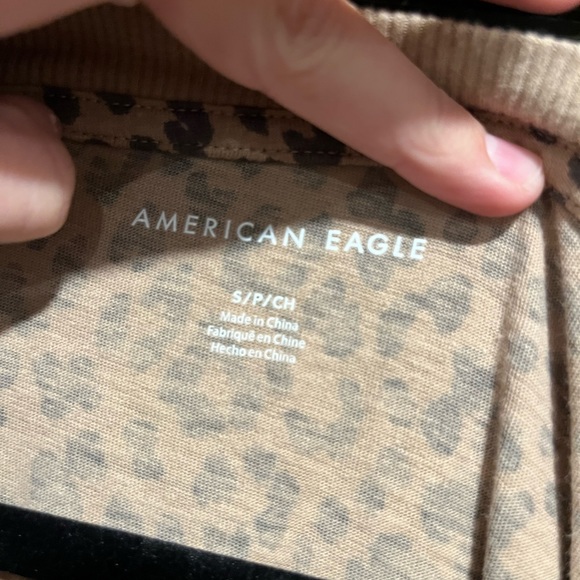 AMERICAN EAGLE
S/P/CH
Made in China
Fabriqué en Chine
Hecho en China